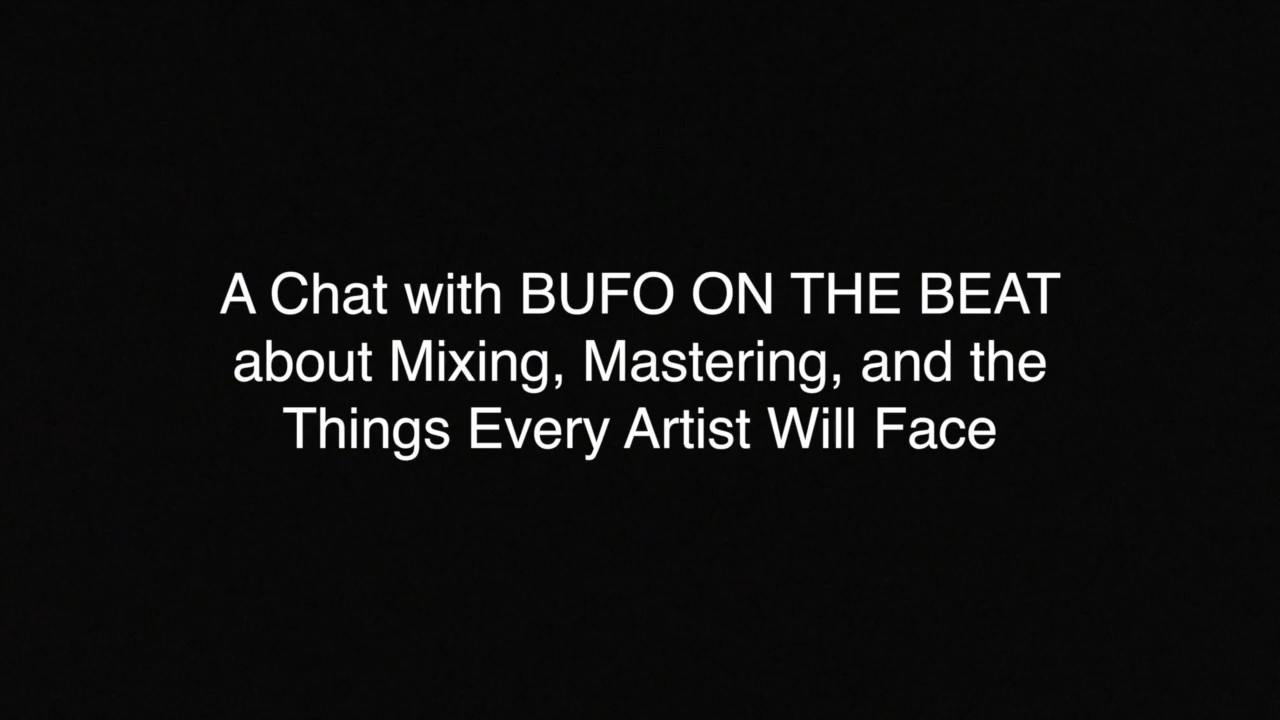 A Chat with BUFO ON THE BEAT
about Mixing, Mastering, and the
Things Every Artist Will Face